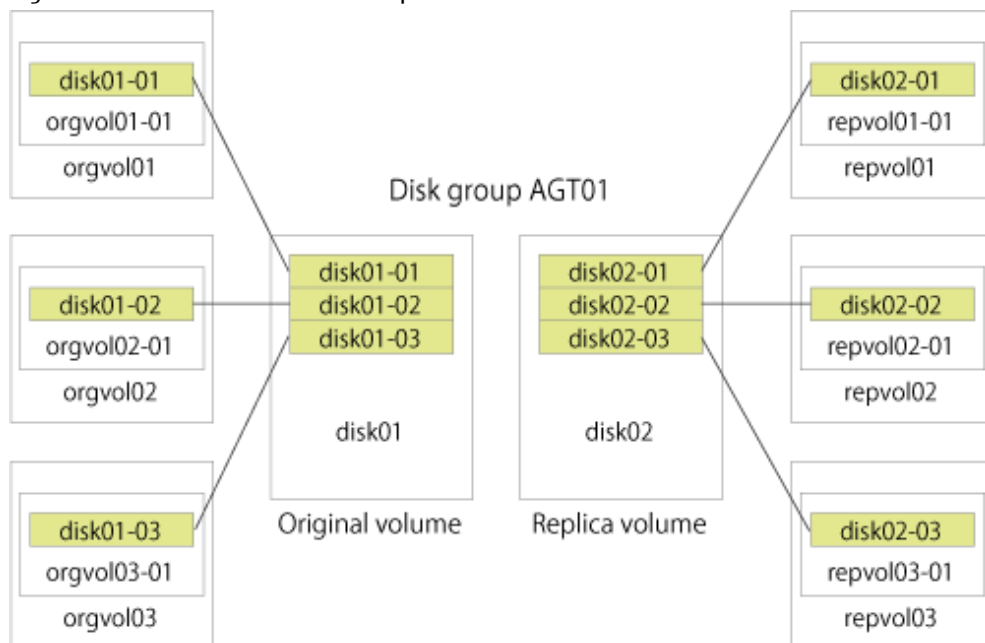 disk01-01
orgvol01-01
orgvol01
disk02-01
repvol01-01
repvol01
Disk group AGT01
disk01-02
orgvol02-01
orgvol02
disk01-01
disk01-02
disk01-03
disk01
Original volume
disk02-01
disk02-02
disk02-03
disk02
Replica volume
disk02-02
repvol02-01
repvol02
disk01-03
orgvol03-01
orgvol03
disk02-03
repvol03-01
repvol03